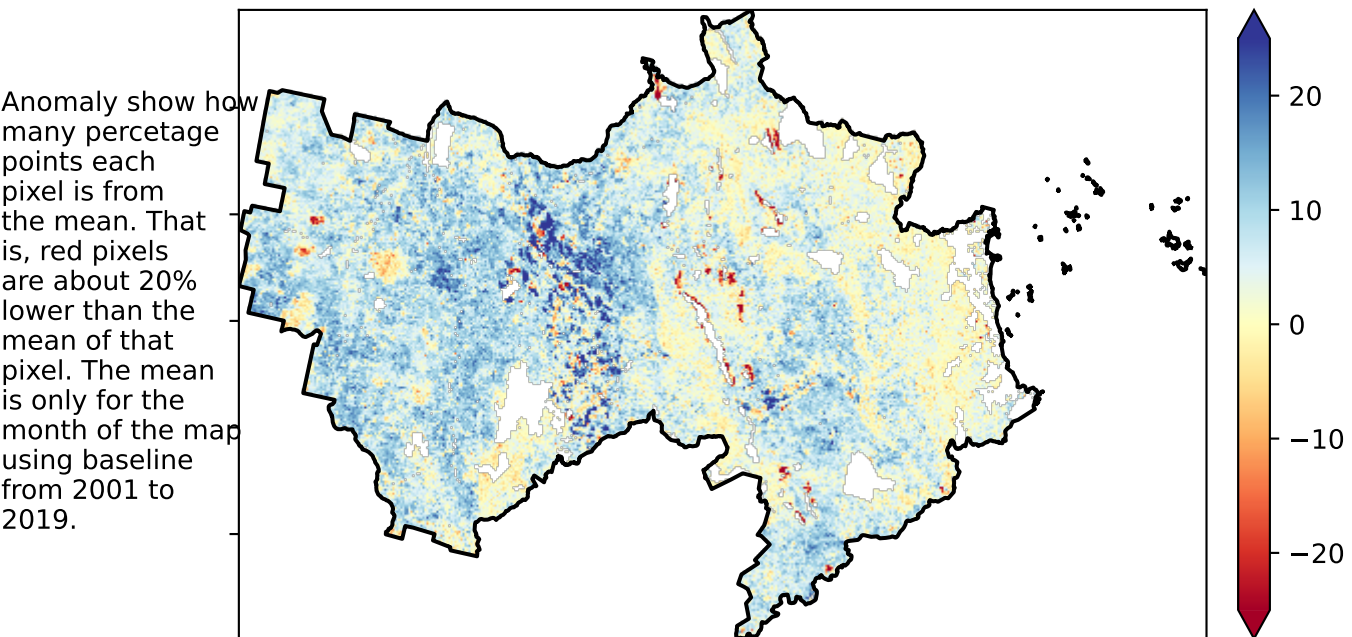 Anomaly show how
many percetage
points each
pixel is from
the mean. That
is, red pixels
are about 20%
lower than the
mean of that
pixel. The mean
is only for the
month of the map
using baseline
from 2001 to
2019.
20
10
0
−10
−20